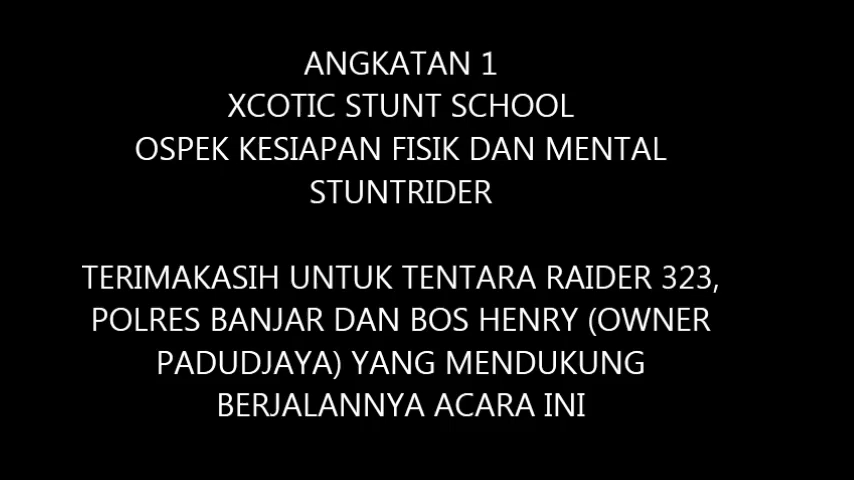 ANGKATAN 1
XCOTIC STUNT SCHOOL
OSPEK KESIAPAN FISIK DAN MENTAL
STUNTRIDER
TERIMAKASIH UNTUK TENTARA RAIDER 323,
POLRES BANJAR DAN BOS HENRY (OWNER
PADUDJAYA) YANG MENDUKUNG
BERJALANNYA ACARA INI